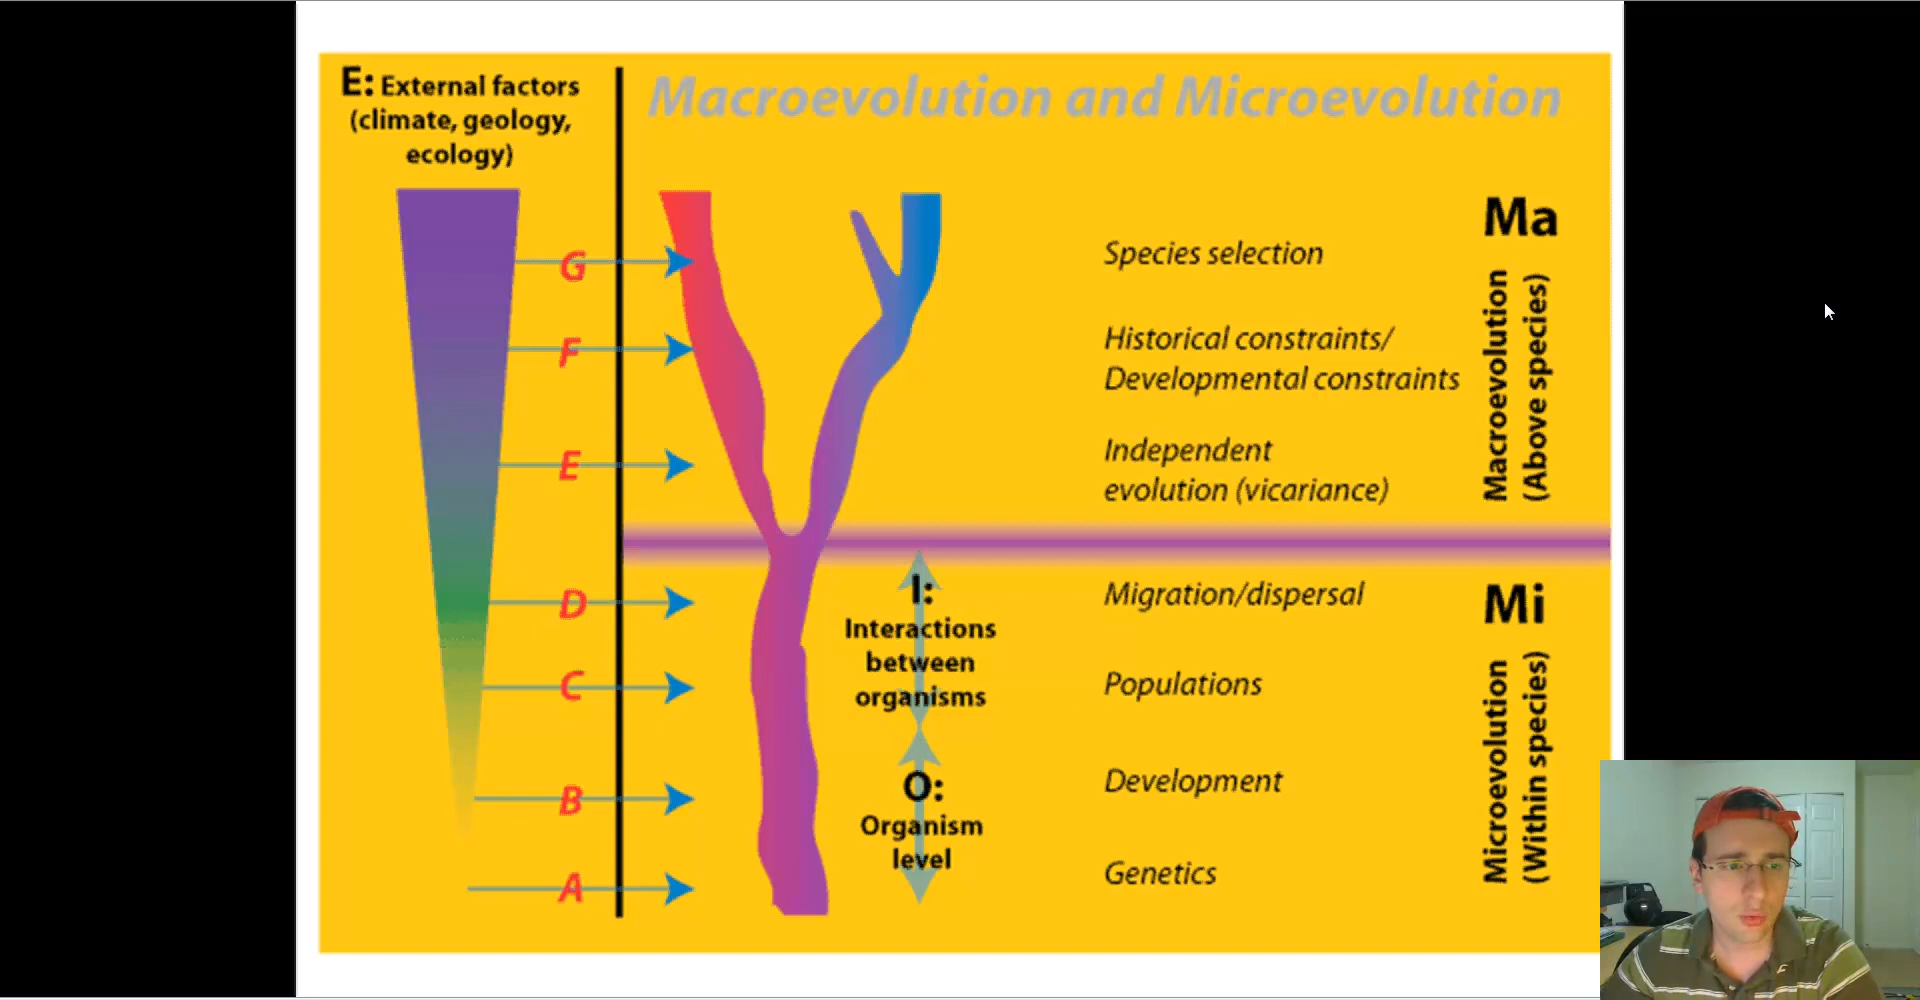 E: External factors
(climate, geology,
ecology)
Macroevolution and Microevolution
G
F
E
D
C
B
A
Species selection
Historical constraints/
Developmental constraints
Independent
evolution (vicariance)
Ma
Macroevolution
(Above species)
I:
Interactions
between
organisms
O:
Organism
level
Migration/dispersal
Populations
Development
Genetics
Mi
Microevolution
(Within species)